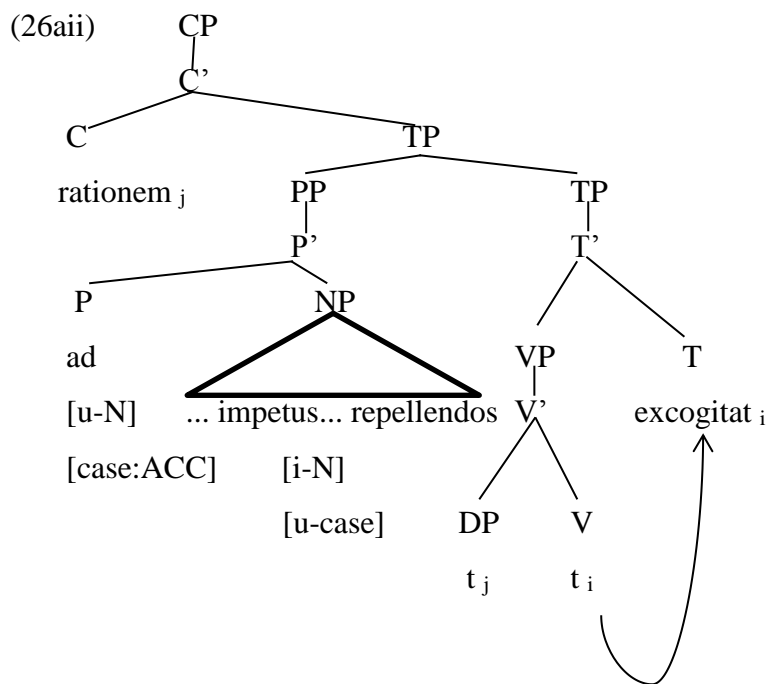 (26aii) CP
C’
C TP
rationem j PP TP
P’ T’
P NP
ad VP T
[u-N] ... impetus... repellendos V’ excogitat i
[case:ACC] [i-N]
[u-case] DP V
t j t i